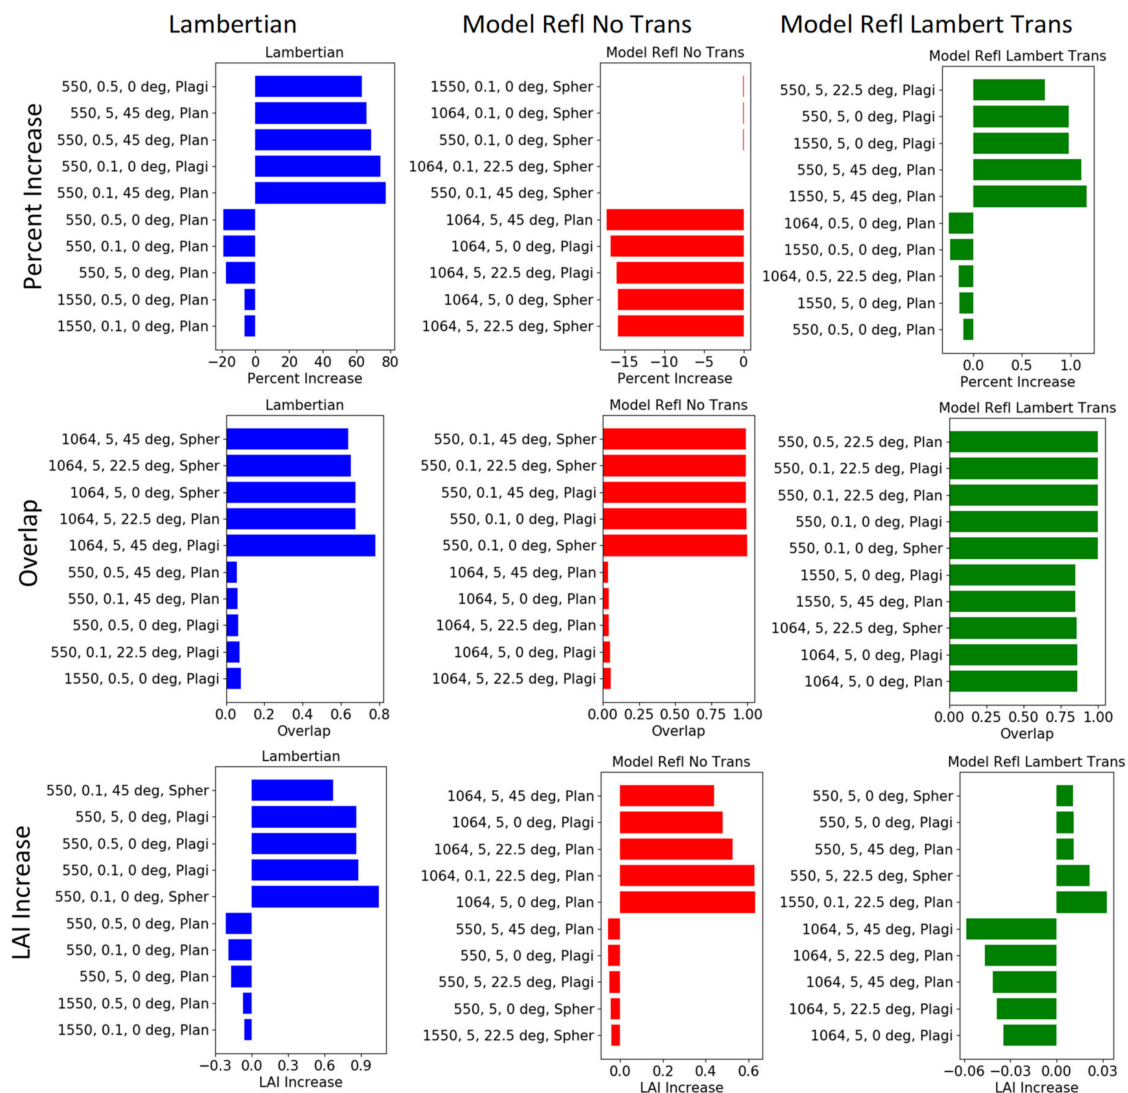 Lambertian
Model Refl No Trans
Model Refl Lambert Trans
Percent Increase
Lambertian
550, 0.5, 0 deg, Plagi
550, 5, 45 deg, Plan
550, 0.5, 45 deg, Plan
550, 0.1, 0 deg, Plagi
550, 0.1, 45 deg, Plan
550, 0.5, 0 deg, Plan
550, 0.1, 0 deg, Plan
550, 5, 0 deg, Plan
1550, 0.5, 0 deg, Plan
1550, 0.1, 0 deg, Plan
−20 0 20 40 60 80
Percent Increase
Model Refl No Trans
1550, 0.1, 0 deg, Spher
1064, 0.1, 0 deg, Spher
550, 0.1, 0 deg, Spher
1064, 0.1, 22.5 deg, Spher
550, 0.1, 45 deg, Spher
1064, 5, 45 deg, Plan
1064, 5, 0 deg, Plagi
1064, 5, 22.5 deg, Plagi
1064, 5, 0 deg, Spher
1064, 5, 22.5 deg, Spher
−15 −10 −5 0
Percent Increase
Model Refl Lambert Trans
550, 5, 22.5 deg, Plagi
550, 5, 0 deg, Plagi
1550, 5, 0 deg, Plagi
550, 5, 45 deg, Plan
1550, 5, 45 deg, Plan
1064, 0.5, 0 deg, Plan
1550, 0.5, 0 deg, Plan
1064, 0.5, 22.5 deg, Plan
1550, 5, 0 deg, Plan
550, 0.5, 0 deg, Plan
0.0 0.5 1.0
Percent Increase
Overlap
Lambertian
1064, 5, 45 deg, Spher
1064, 5, 22.5 deg, Spher
1064, 5, 0 deg, Spher
1064, 5, 22.5 deg, Plan
1064, 5, 45 deg, Plagi
550, 0.5, 45 deg, Plan
550, 0.1, 45 deg, Plan
550, 0.5, 0 deg, Plagi
550, 0.1, 22.5 deg, Plagi
1550, 0.5, 0 deg, Plagi
0.0 0.2 0.4 0.6 0.8
Overlap
Model Refl No Trans
550, 0.1, 45 deg, Spher
550, 0.1, 22.5 deg, Spher
550, 0.1, 45 deg, Plagi
550, 0.1, 0 deg, Plagi
550, 0.1, 0 deg, Spher
1064, 5, 45 deg, Plan
1064, 5, 0 deg, Plan
1064, 5, 22.5 deg, Plan
1064, 5, 0 deg, Plagi
1064, 5, 22.5 deg, Plagi
0.00 0.25 0.50 0.75 1.00
Overlap
Model Refl Lambert Trans
550, 0.5, 22.5 deg, Plan
550, 0.1, 22.5 deg, Plagi
550, 0.1, 22.5 deg, Plan
550, 0.1, 0 deg, Plagi
550, 0.1, 0 deg, Spher
1550, 5, 0 deg, Plagi
1550, 5, 45 deg, Plan
1064, 5, 22.5 deg, Spher
1064, 5, 0 deg, Plagi
1064, 5, 0 deg, Plan
0.00 0.25 0.50 0.75 1.00
Overlap
LAI Increase
Lambertian
550, 0.1, 45 deg, Spher
550, 5, 0 deg, Plagi
550, 0.5, 0 deg, Plagi
550, 0.1, 0 deg, Plagi
550, 0.1, 0 deg, Spher
550, 0.5, 0 deg, Plan
550, 0.1, 0 deg, Plan
550, 5, 0 deg, Plan
1550, 0.5, 0 deg, Plan
1550, 0.1, 0 deg, Plan
−0.3 0.0 0.3 0.6 0.9
LAI Increase
Model Refl No Trans
1064, 5, 45 deg, Plan
1064, 5, 0 deg, Plagi
1064, 5, 22.5 deg, Plan
1064, 0.1, 22.5 deg, Plan
1064, 5, 0 deg, Plan
550, 5, 45 deg, Plan
550, 5, 0 deg, Plagi
550, 5, 22.5 deg, Plagi
550, 5, 0 deg, Spher
1550, 5, 22.5 deg, Spher
0.0 0.2 0.4 0.6
LAI Increase
Model Refl Lambert Trans
550, 5, 0 deg, Spher
550, 5, 0 deg, Plagi
550, 5, 45 deg, Plan
550, 5, 22.5 deg, Spher
1550, 0.1, 22.5 deg, Plan
1064, 5, 45 deg, Plagi
1064, 5, 22.5 deg, Plan
1064, 5, 45 deg, Plan
1064, 5, 22.5 deg, Plagi
1064, 5, 0 deg, Plagi
−0.06 −0.03 0.00 0.03
LAI Increase